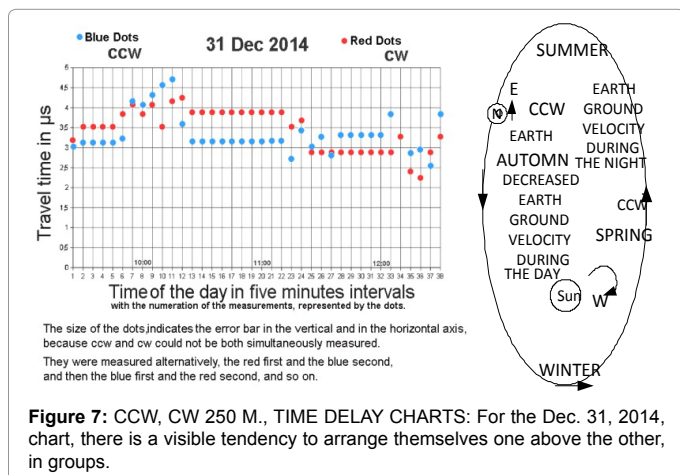 Blue Dots
CCW
31 Dec 2014
Red Dots
CW
Travel time in µs
5
4.5
4
3.5
3
2.5
2
1.5
1
0.5
0
10:00
11:00
12:00
1 2 3 4 5 6 7 8 9 10 11 12 13 14 15 16 17 18 19 20 21 22 23 24 25 26 27 28 29 30 31 32 33 34 35 36 37 38
Time of the day in five minutes intervals
with the numeration of the measurements, represented by the dots.
The size of the dots,indicates the error bar in the vertical and in the horizontal axis,
because ccw and cw could not be both simultaneously measured.
They were measured alternatively, the red first and the blue second,
and then the blue first and the red second, and so on.
SUMMER
E
N
CCW
EARTH
AUTOMN
DECREASED
EARTH
GROUND
VELOCITY
DURING
THE DAY
EARTH
GROUND
VELOCITY
DURING
THE NIGHT
CCW
SPRING
Sun
W
WINTER
Figure 7: CCW, CW 250 M., TIME DELAY CHARTS: For the Dec. 31, 2014,
chart, there is a visible tendency to arrange themselves one above the other,
in groups.